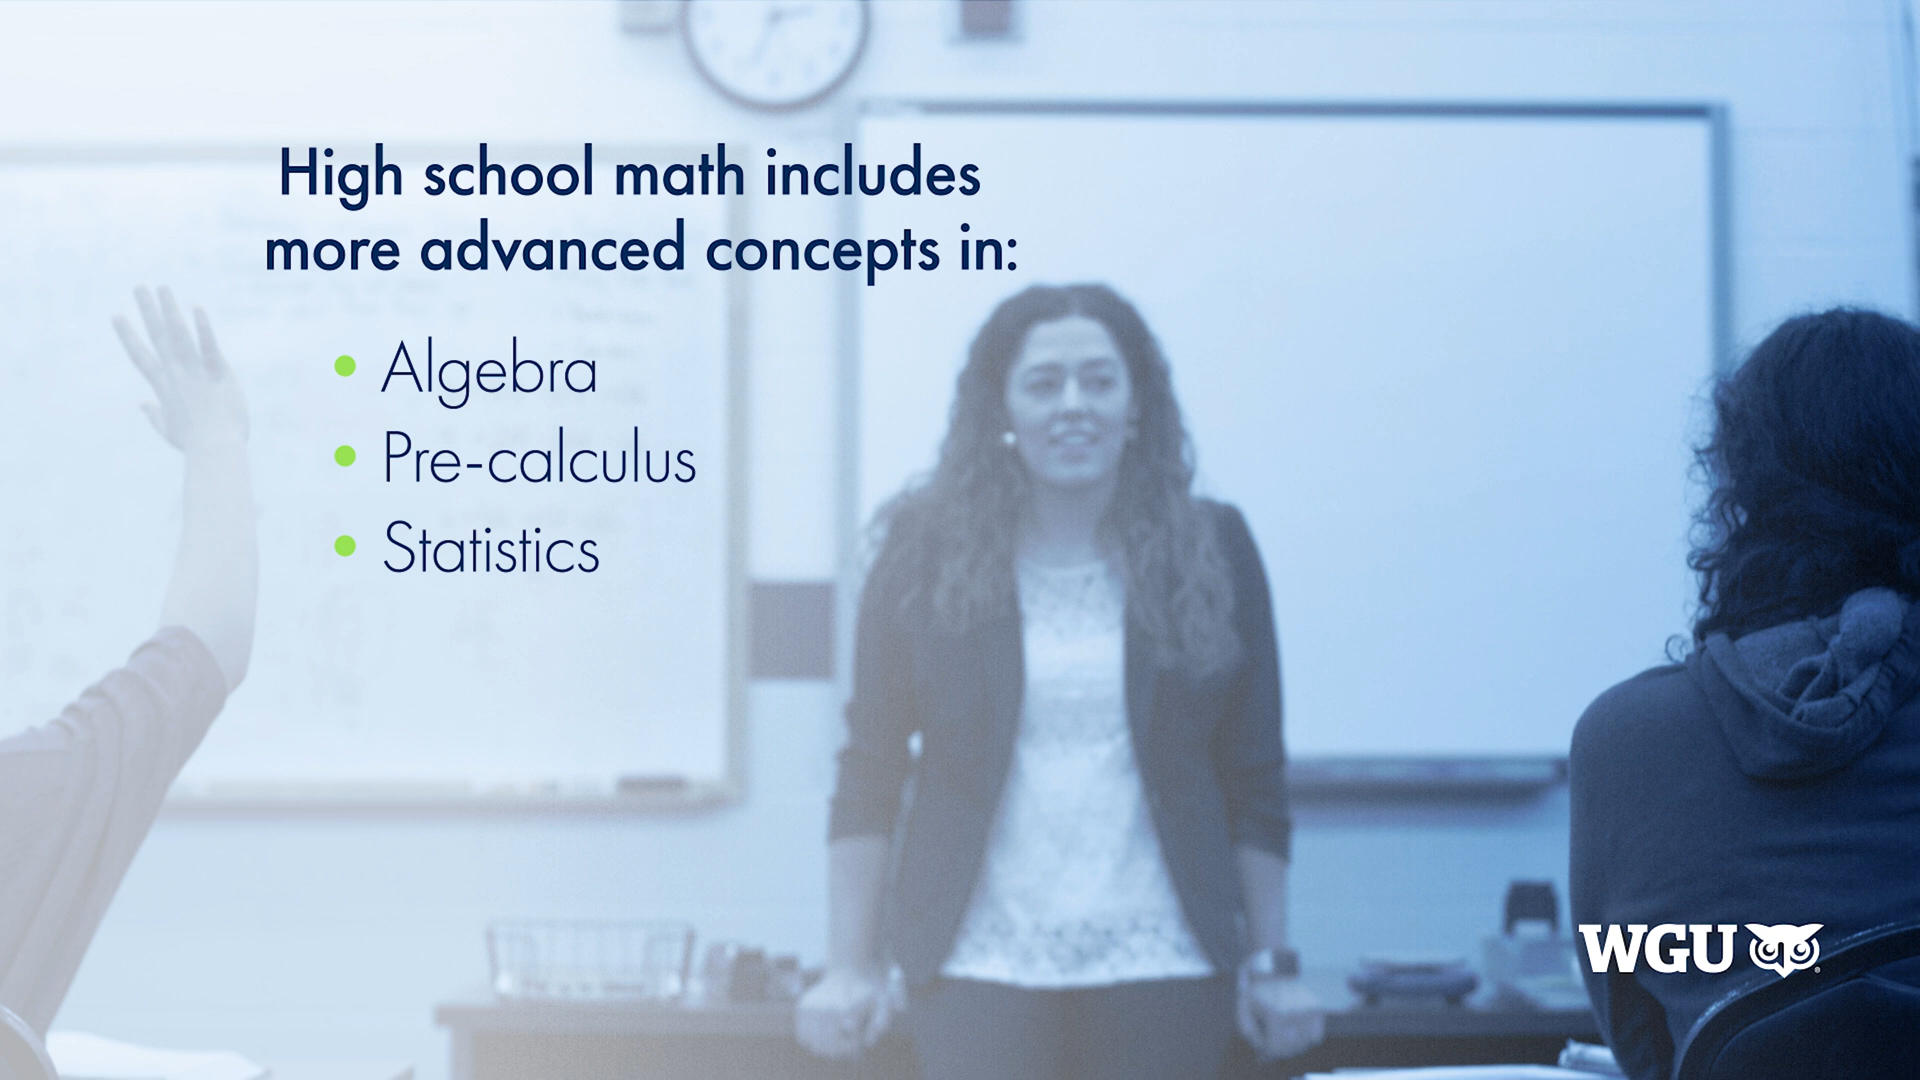 High school math includes
more advanced concepts in:
• Algebra
• Pre-calculus
• Statistics
WGU